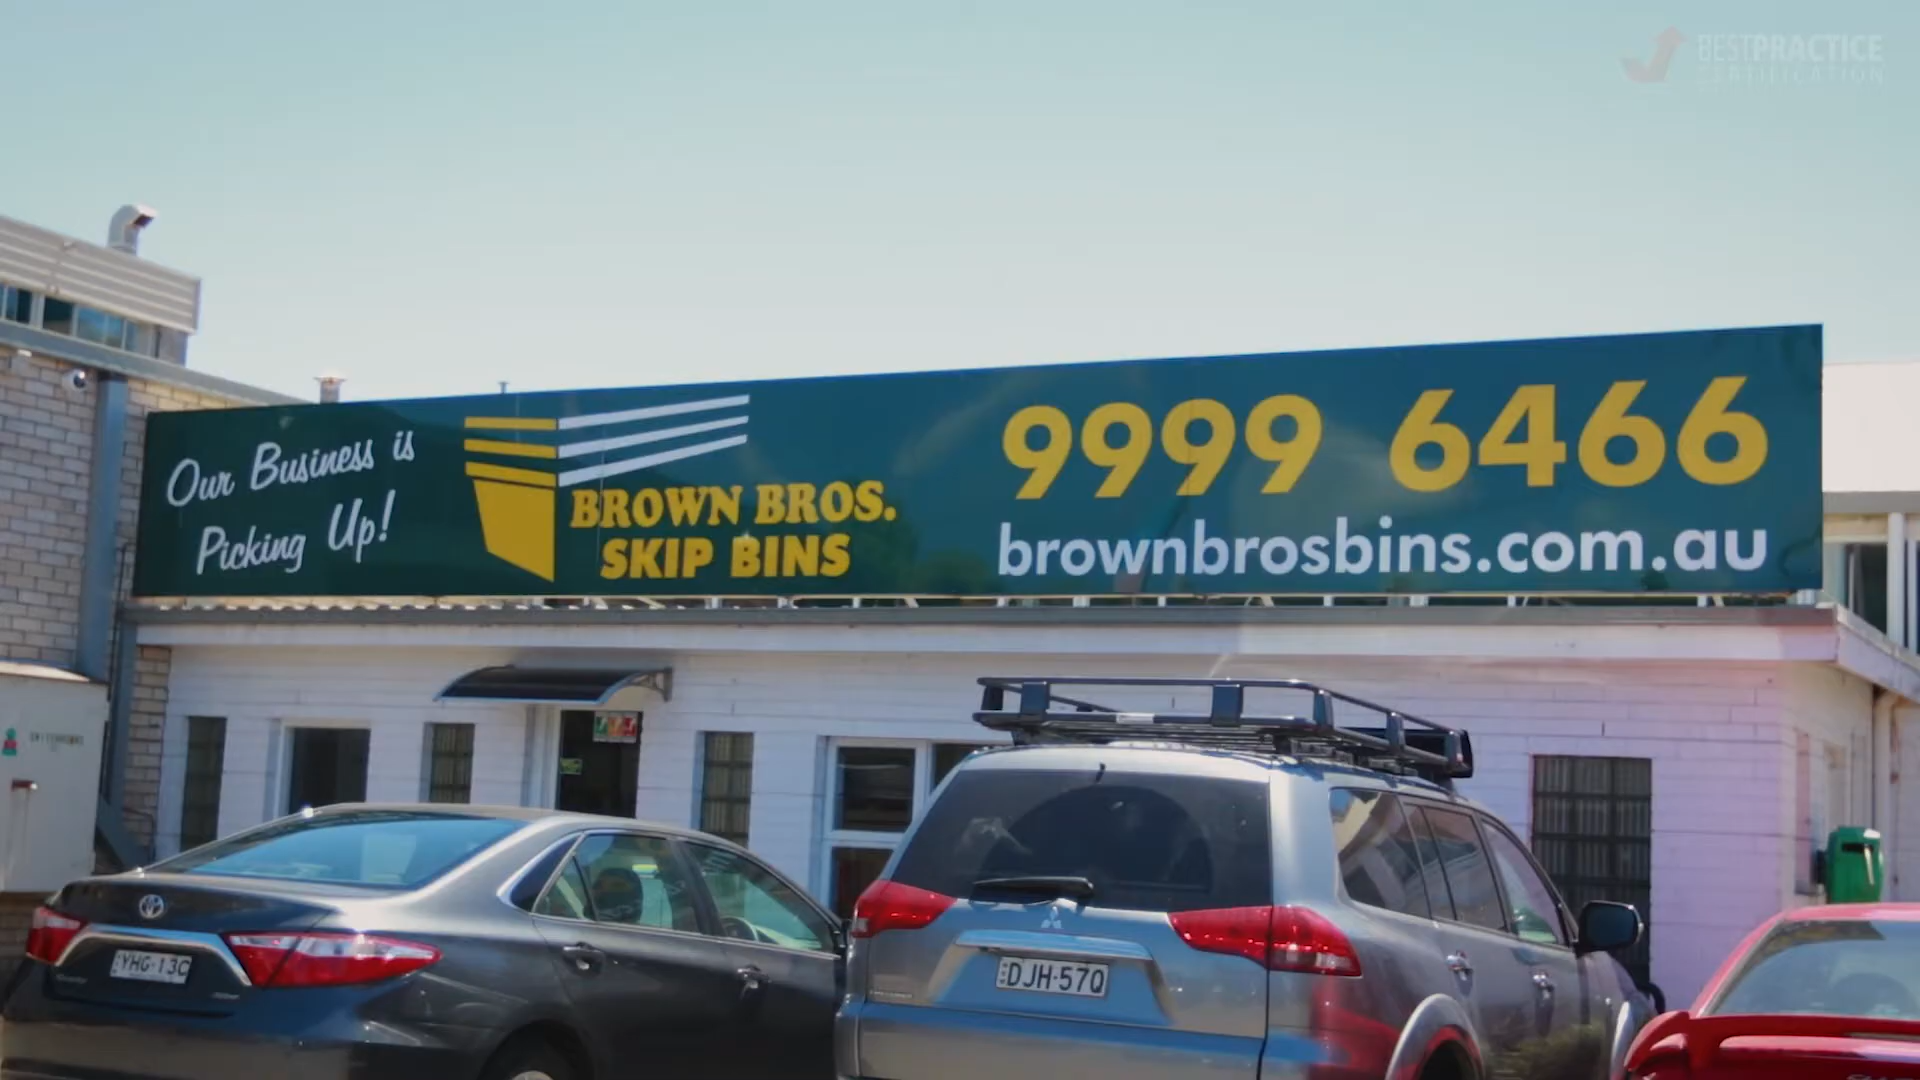 BESTPRACTICE
CERTIFICATION
Our Business is
Picking Up!
BROWN BROS.
SKIP BINS
9999 6466
brownbrosbins.com.au
YHG·13C
DJH·57Q